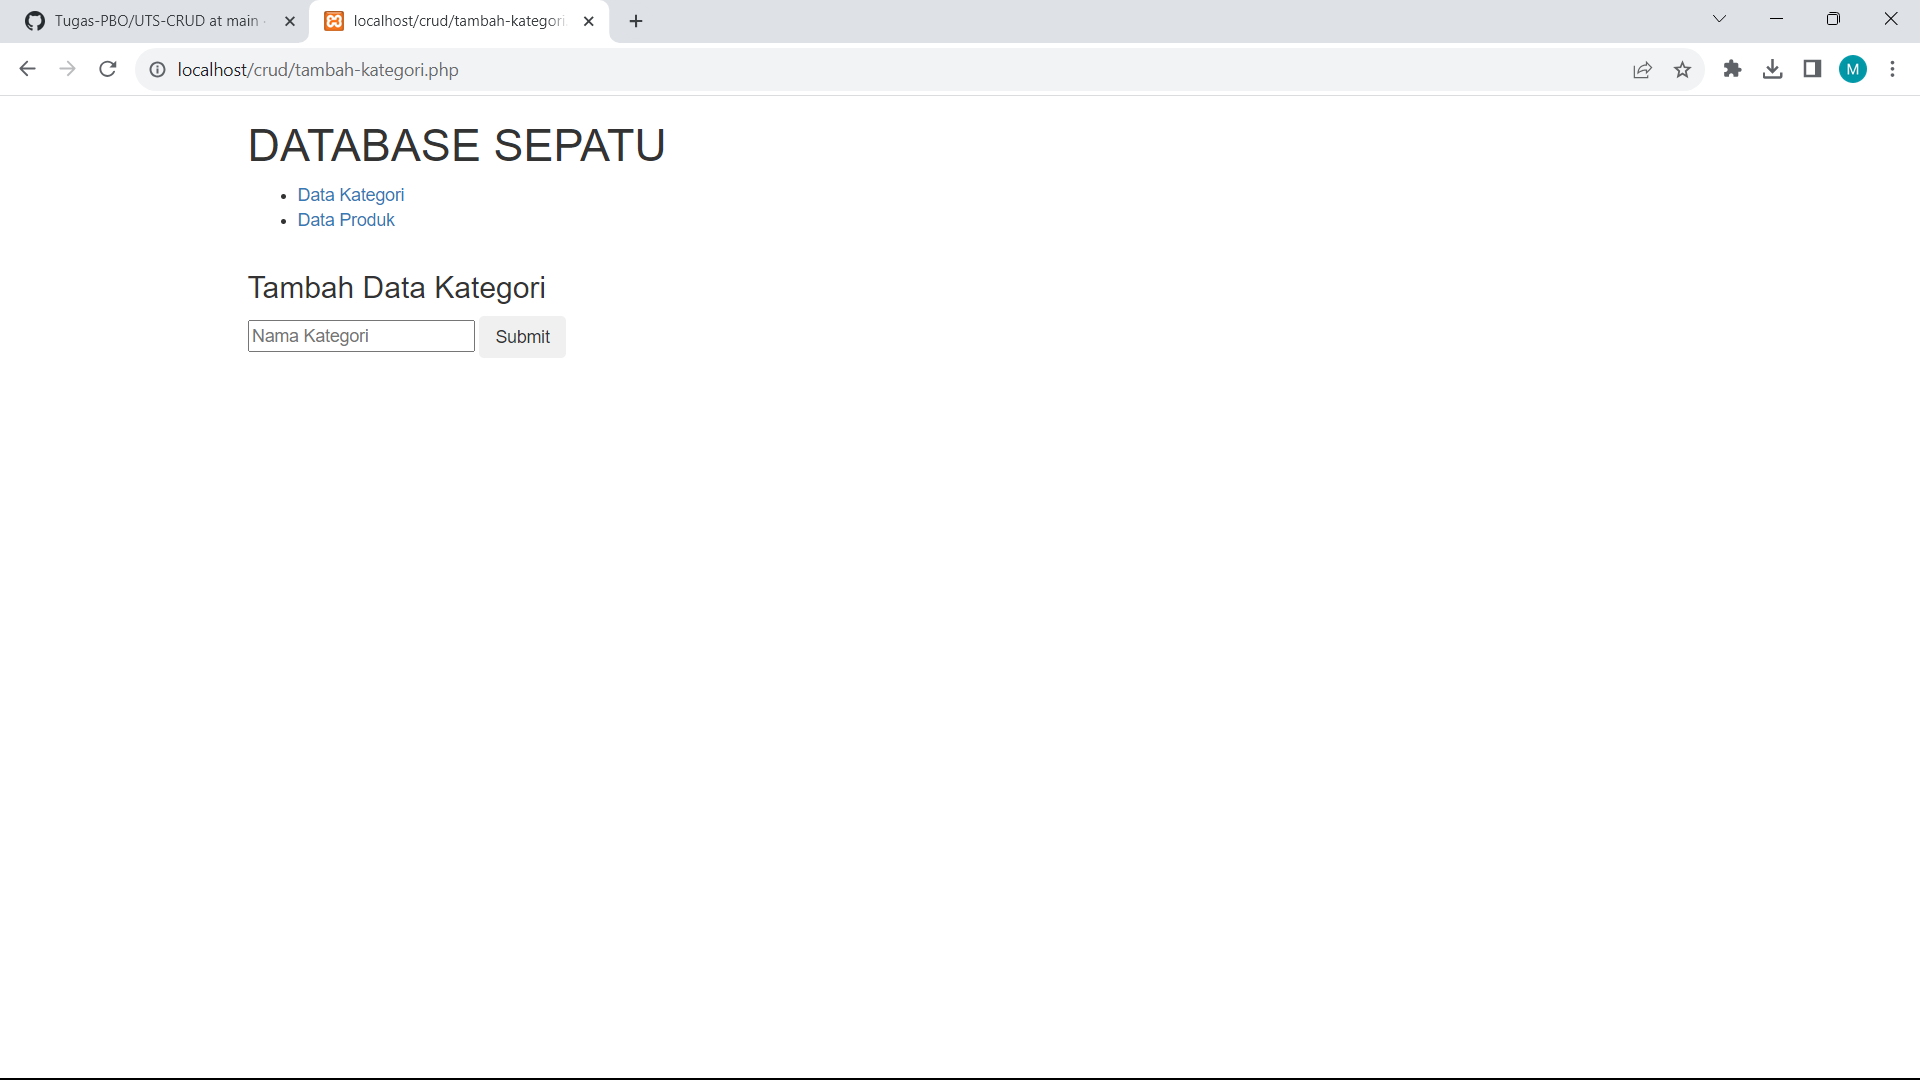 Tugas-PBO/UTS-CRUD at main
localhost/crud/tambah-kategori.
localhost/crud/tambah-kategori.php
M
DATABASE SEPATU
Data Kategori
Data Produk
Tambah Data Kategori
Nama Kategori
Submit